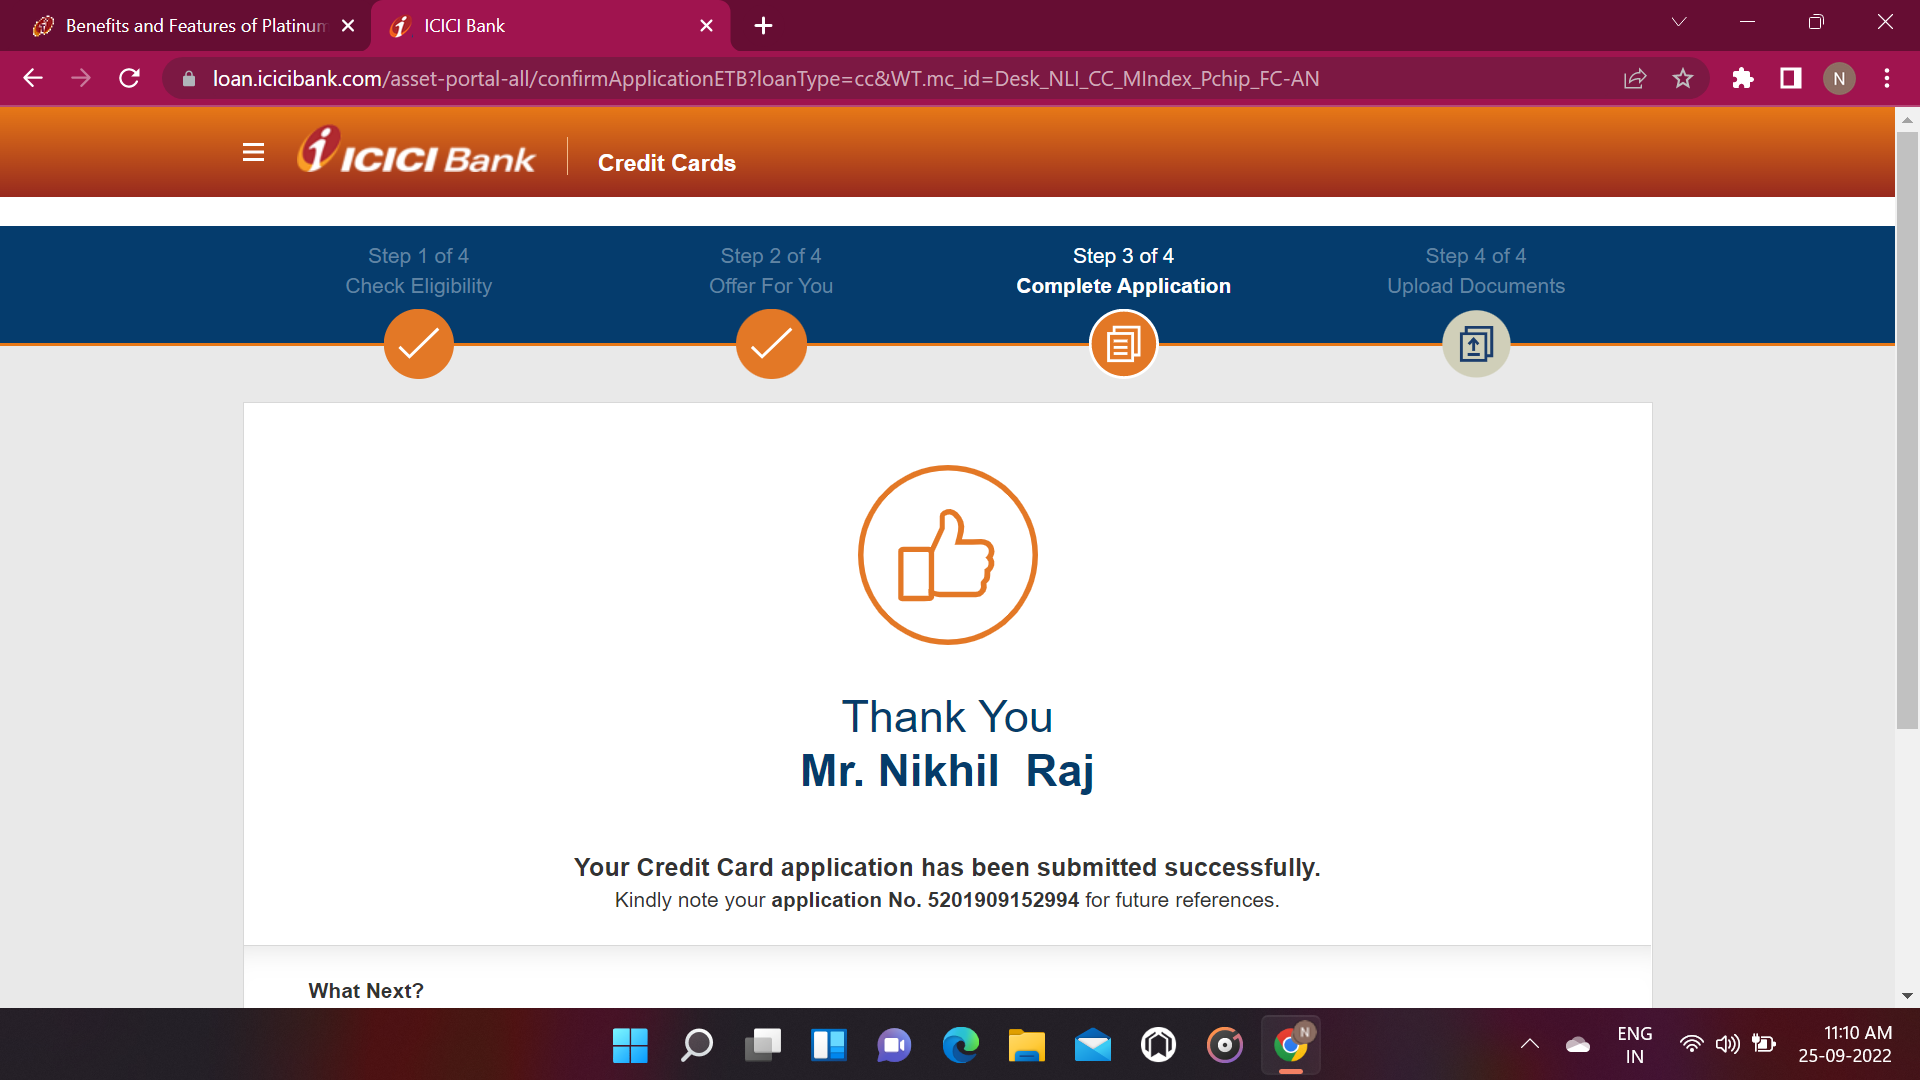 Benefits and Features of Platinum
ICICI Bank
loan.icicibank.com/asset-portal-all/confirmApplicationETB?loanType=cc&WT.mc_id=Desk_NLI_CC_MIndex_Pchip_FC-AN
N
ICICI Bank
Credit Cards
Step 1 of 4
Check Eligibility
Step 2 of 4
Offer For You
Step 3 of 4
Complete Application
Step 4 of 4
Upload Documents
Thank You
Mr. Nikhil Raj
Your Credit Card application has been submitted successfully.
Kindly note your application No. 5201909152994 for future references.
What Next?
N
ENG
IN
11:10 AM
25-09-2022